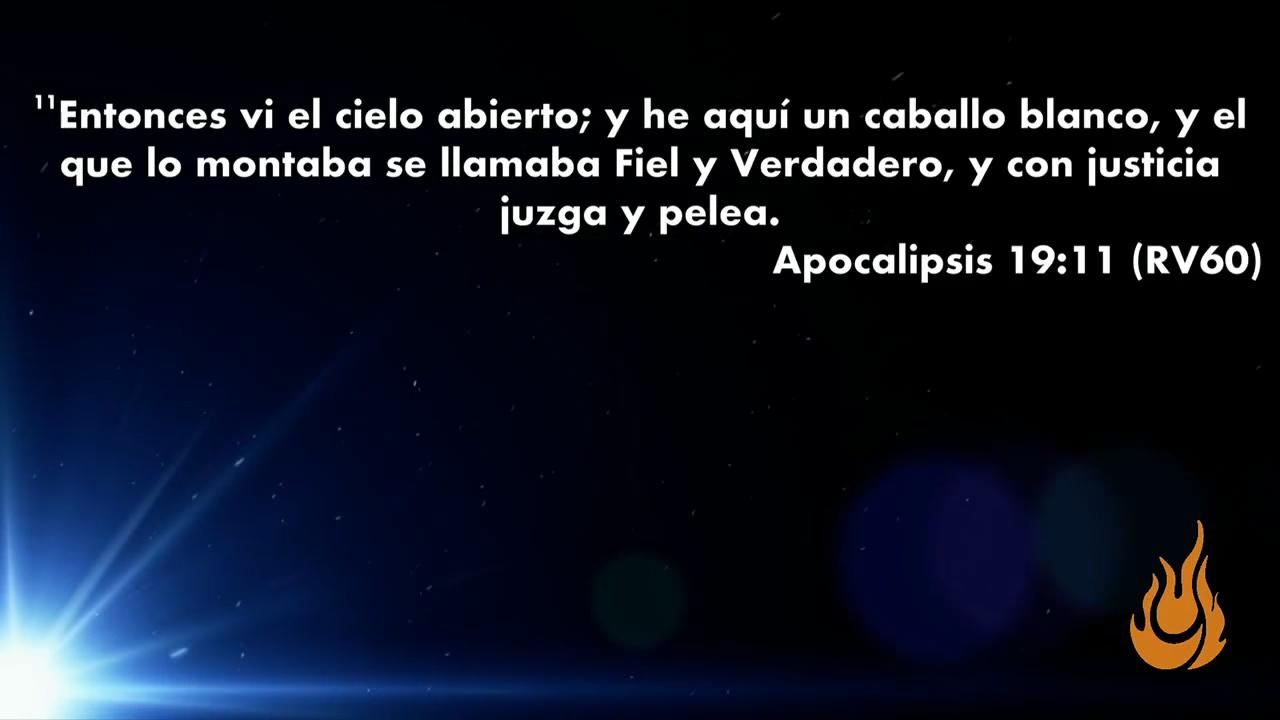 ¹¹Entonces vi el cielo abierto; y he aquí un caballo blanco, y el
que lo montaba se llamaba Fiel y Verdadero, y con justicia
juzga y pelea.
Apocalipsis 19:11 (RV60)